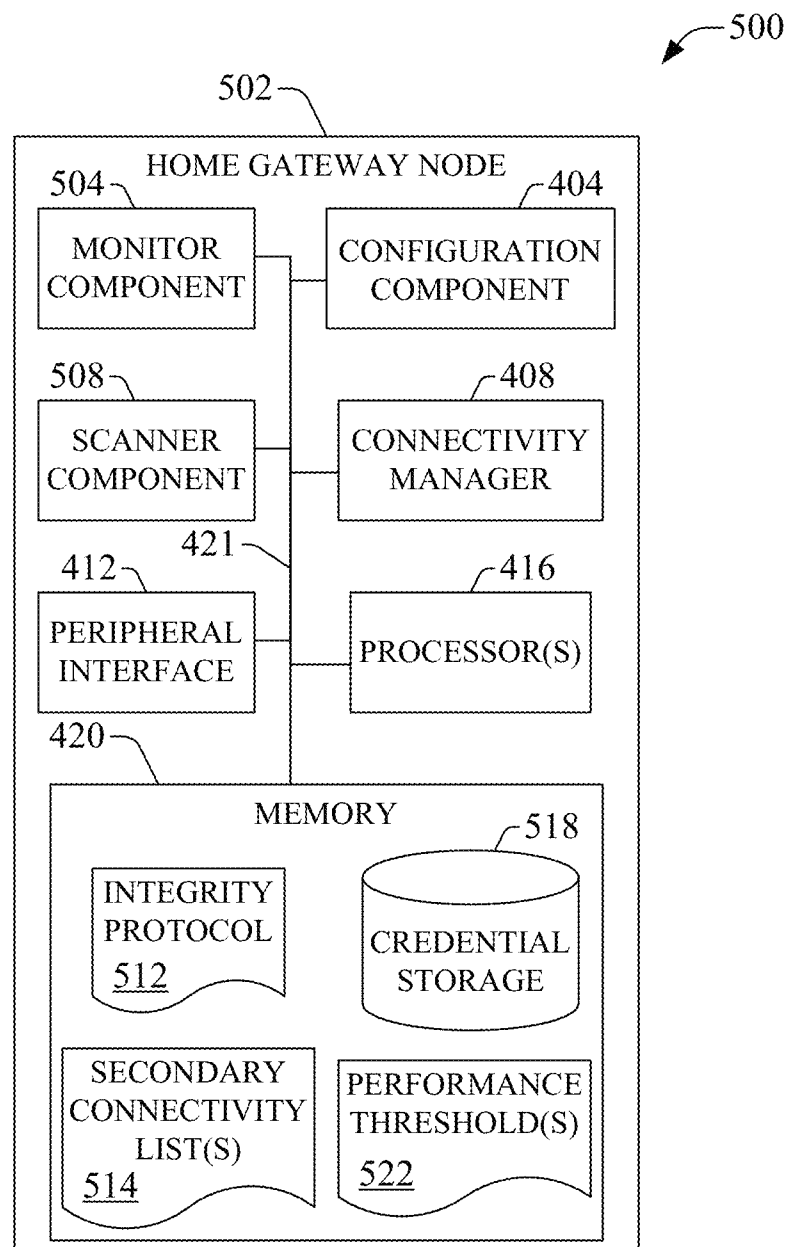 500
502
HOME GATEWAY NODE
504
MONITOR
COMPONENT
404
CONFIGURATION
COMPONENT
508
SCANNER
COMPONENT
408
CONNECTIVITY
MANAGER
421
412
PERIPHERAL
INTERFACE
416
PROCESSOR(S)
420
MEMORY
INTEGRITY
PROTOCOL
512
518
CREDENTIAL
STORAGE
SECONDARY
CONNECTIVITY
LIST(S)
514
PERFORMANCE
THRESHOLD(S)
522